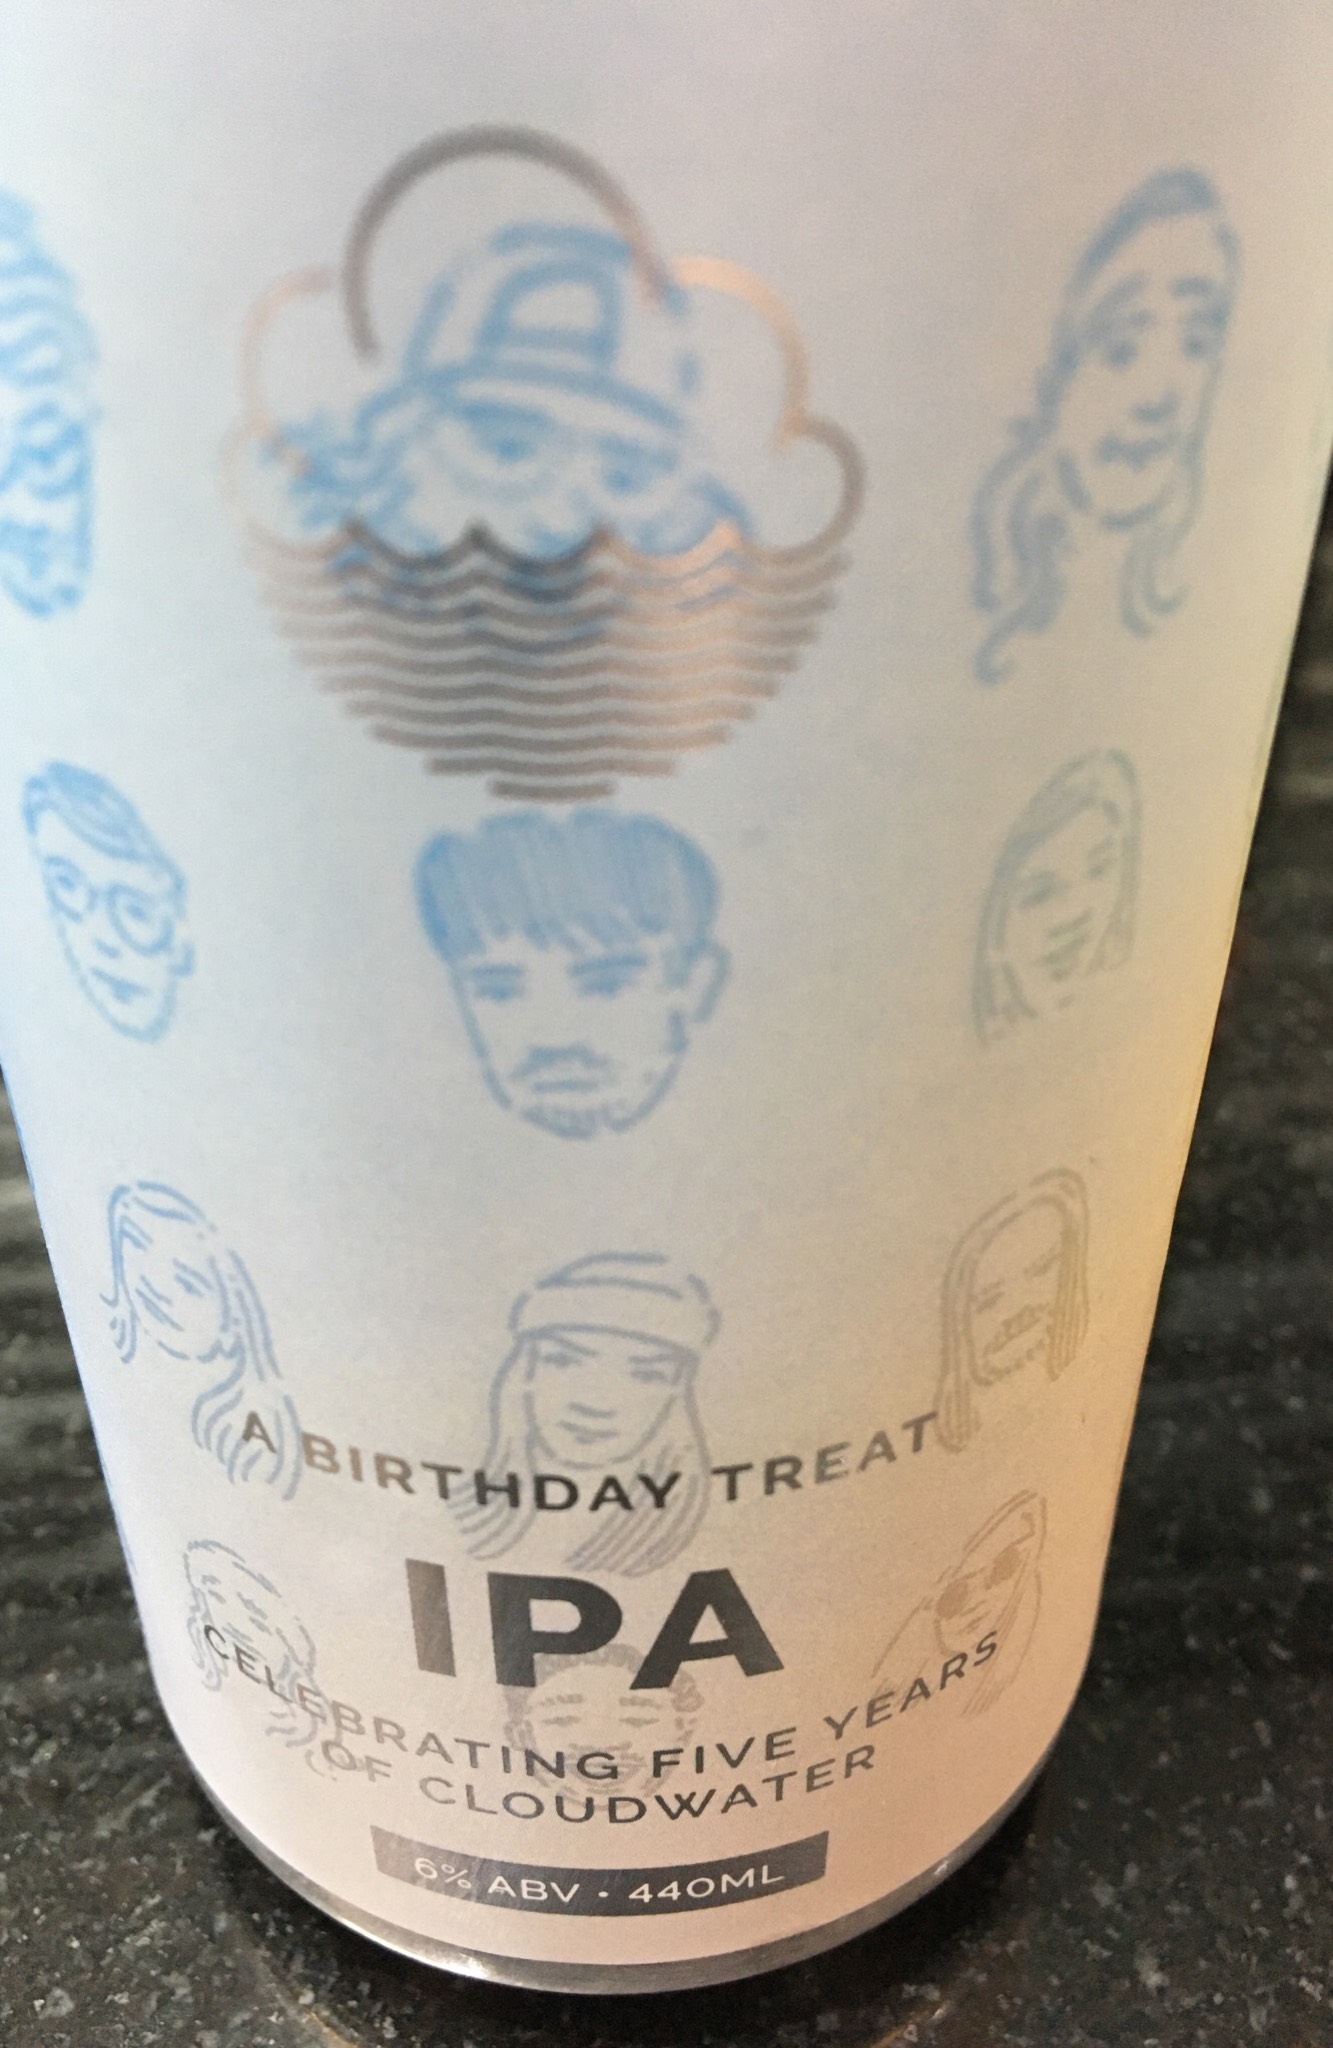 A BIRTHDAY TREAT
IPA
CELEBRATING FIVE YEARS
OF CLOUDWATER
6% ABV • 440ML